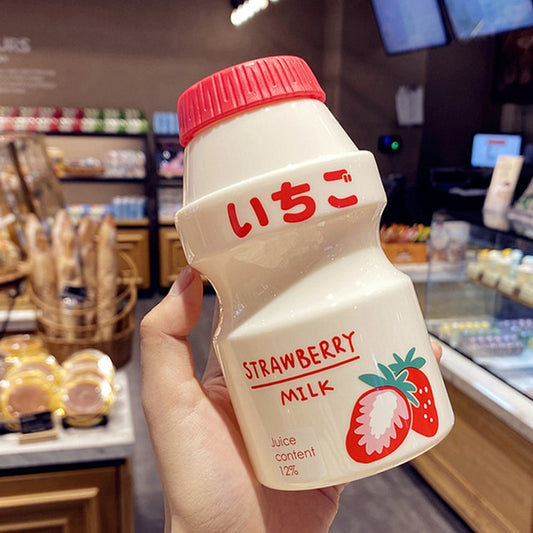 いちご
STRAWBERRY
MILK
Juice
content
12%